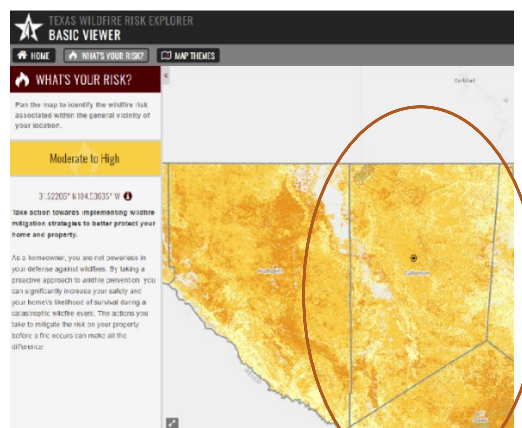 TEXAS WILDFIRE RISK EXPLORER
BASIC VIEWER
HOME
WHAT'S YOUR RISK?
MAP THEMES
WHAT'S YOUR RISK?
Pan the map to identify the wildfire risk
associated within the general vicinity of
your location.
Moderate to High
Take action towards implementing wildfire
mitigation strategies to better protect your
home and property.
As a homeowner, you are not powerless in
your defense against wildfires. By taking a
proactive approach to wildfire prevention, you
can significantly increase your safety and
your home's likelihood of survival during a
catastrophic wildfire event. The actions you
take to mitigate the risk on your property
before a fire occurs can make all the
difference.
Carlsbad
Hudspeth
Culberson
MEXICO